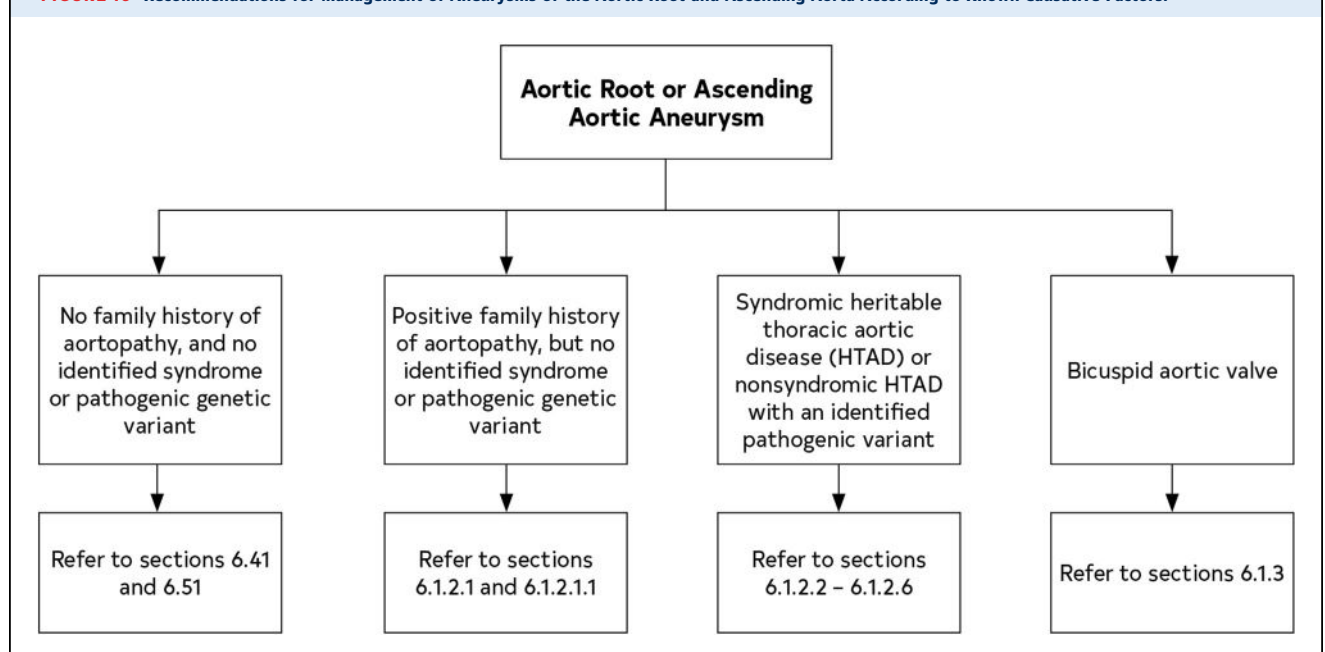 Aortic Root or Ascending
Aortic Aneurysm
No family history of
aortopathy, and no
identified syndrome
or pathogenic genetic
variant
Positive family history
of aortopathy, but no
identified syndrome
or pathogenic genetic
variant
Syndromic heritable
thoracic aortic
disease (HTAD) or
nonsyndromic HTAD
with an identified
pathogenic variant
Bicuspid aortic valve
Refer to sections 6.41
and 6.51
Refer to sections
6.1.2.1 and 6.1.2.1.1
Refer to sections
6.1.2.2 – 6.1.2.6
Refer to sections 6.1.3